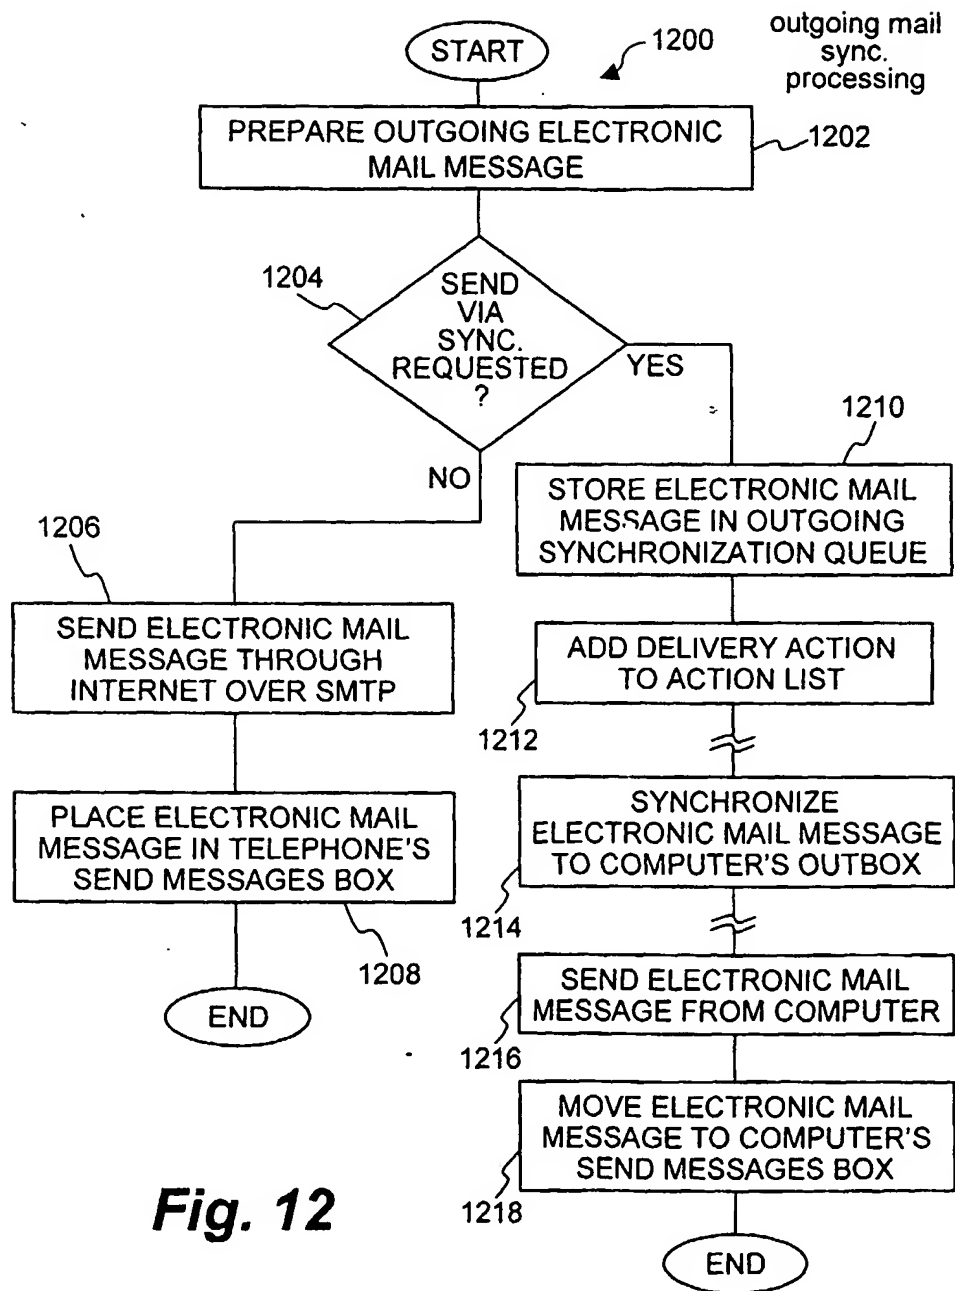 START
1200
outgoing mail
sync.
processing
PREPARE OUTGOING ELECTRONIC
MAIL MESSAGE
1202
1204
SEND
VIA
SYNC.
REQUESTED
?
YES
NO
1210
STORE ELECTRONIC MAIL
MESSAGE IN OUTGOING
SYNCHRONIZATION QUEUE
1206
SEND ELECTRONIC MAIL
MESSAGE THROUGH
INTERNET OVER SMTP
ADD DELIVERY ACTION
TO ACTION LIST
1212
PLACE ELECTRONIC MAIL
MESSAGE IN TELEPHONE'S
SEND MESSAGES BOX
1208
END
SYNCHRONIZE
ELECTRONIC MAIL MESSAGE
TO COMPUTER'S OUTBOX
1214
SEND ELECTRONIC MAIL
MESSAGE FROM COMPUTER
1216
MOVE ELECTRONIC MAIL
MESSAGE TO COMPUTER'S
SEND MESSAGES BOX
1218
END
Fig. 12